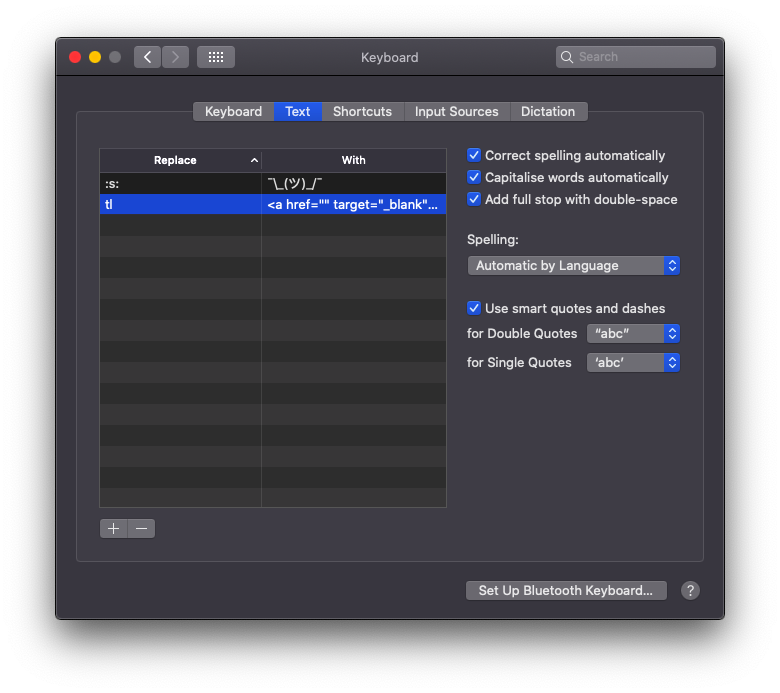 Keyboard
Search
Keyboard Text Shortcuts Input Sources Dictation
Replace With
:s: ¯\_(ツ)_/¯
tl <a href="" target="_blank"...
Correct spelling automatically
Capitalise words automatically
Add full stop with double-space
Spelling:
Automatic by Language
Use smart quotes and dashes
for Double Quotes “abc”
for Single Quotes ‘abc’
+ −
Set Up Bluetooth Keyboard... ?